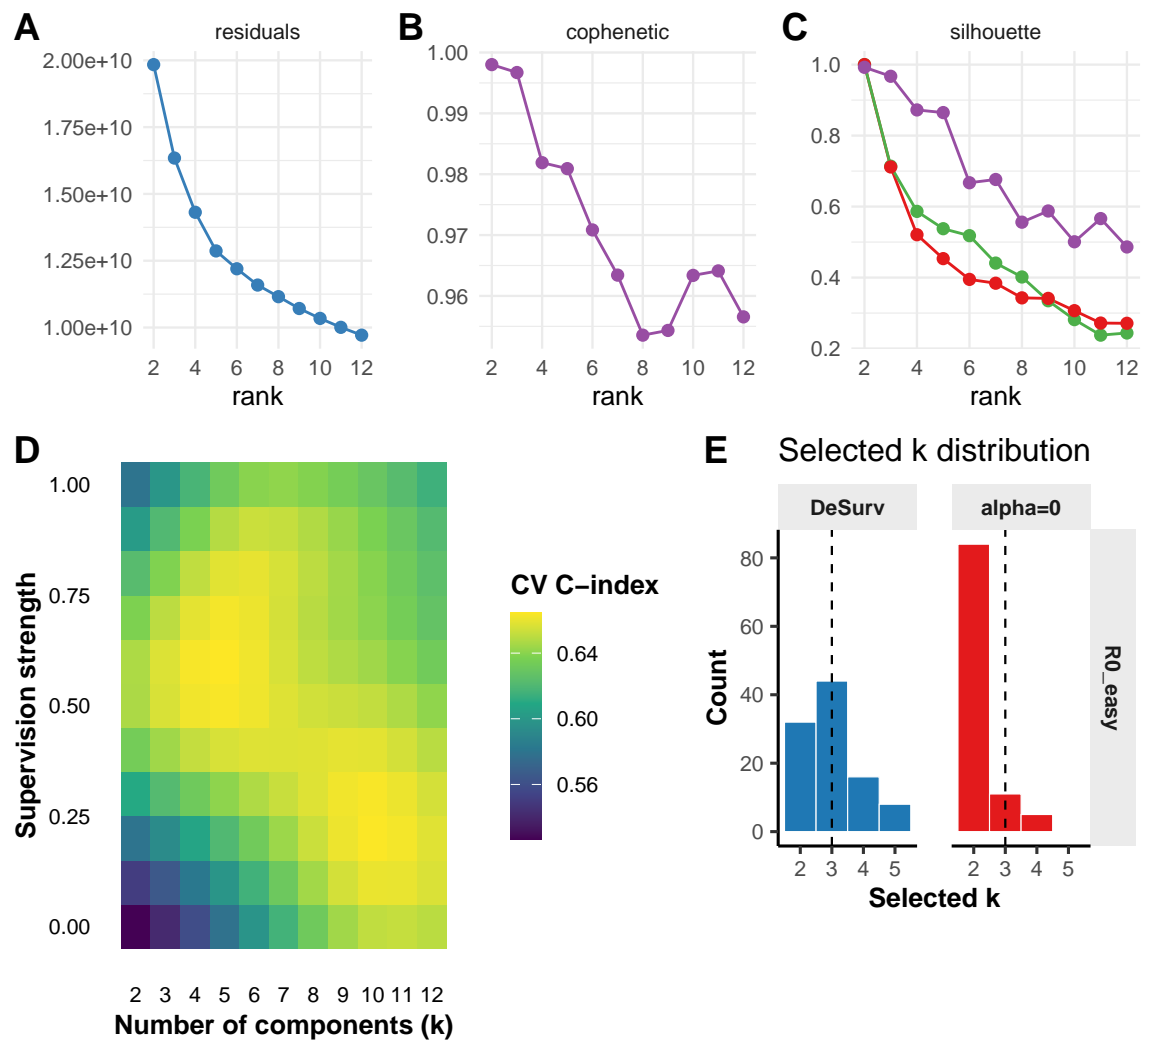 A
residuals
2.00e+10
1.75e+10
1.50e+10
1.25e+10
1.00e+10
2 4 6 8 10 12
rank
B
cophenetic
1.00
0.99
0.98
0.97
0.96
2 4 6 8 10 12
rank
C
silhouette
1.0
0.8
0.6
0.4
0.2
2 4 6 8 10 12
rank
D
Supervision strength
1.00
0.75
0.50
0.25
0.00
2 3 4 5 6 7 8 9 10 11 12
Number of components (k)
CV C−index
0.64
0.60
0.56
E
Selected k distribution
DeSurv
alpha=0
R0_easy
Count
80
60
40
20
0
2 3 4 5
2 3 4 5
Selected k